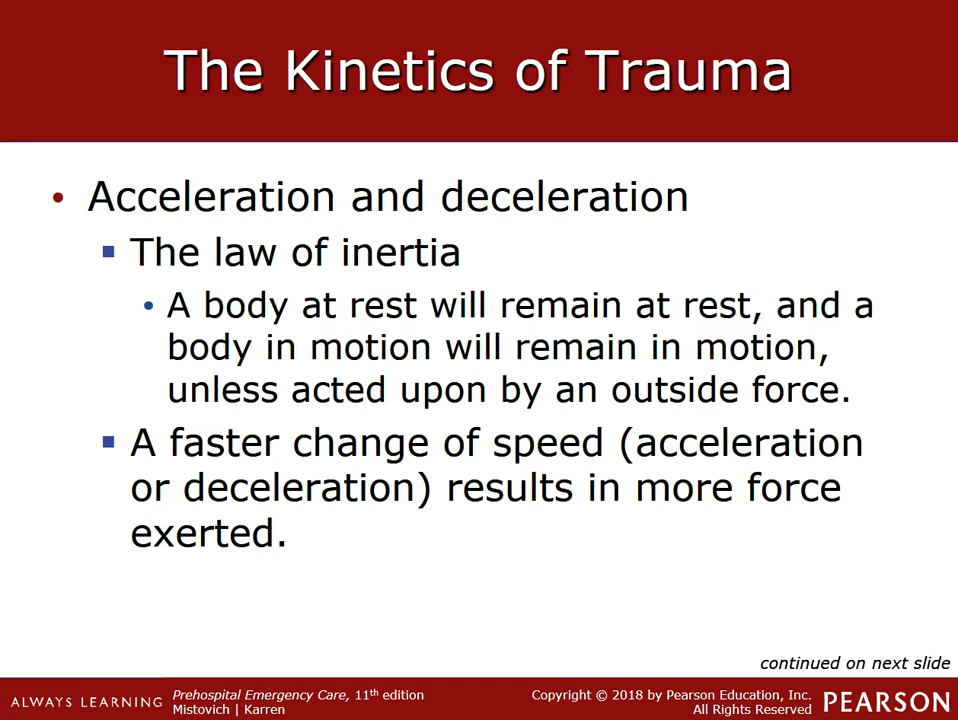 The Kinetics of Trauma
• Acceleration and deceleration
▪ The law of inertia
• A body at rest will remain at rest, and a
body in motion will remain in motion,
unless acted upon by an outside force.
▪ A faster change of speed (acceleration
or deceleration) results in more force
exerted.
continued on next slide
ALWAYS LEARNING
Prehospital Emergency Care, 11th edition
Mistovich | Karren
Copyright © 2018 by Pearson Education, Inc.
All Rights Reserved
PEARSON